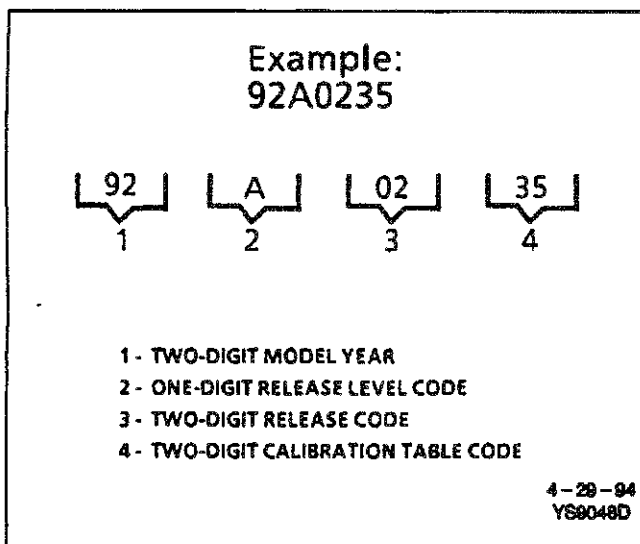 Example:
92A0235
92 A 02 35
1 2 3 4
1 - TWO-DIGIT MODEL YEAR
2 - ONE-DIGIT RELEASE LEVEL CODE
3 - TWO-DIGIT RELEASE CODE
4 - TWO-DIGIT CALIBRATION TABLE CODE
4-29-94
YS9048D